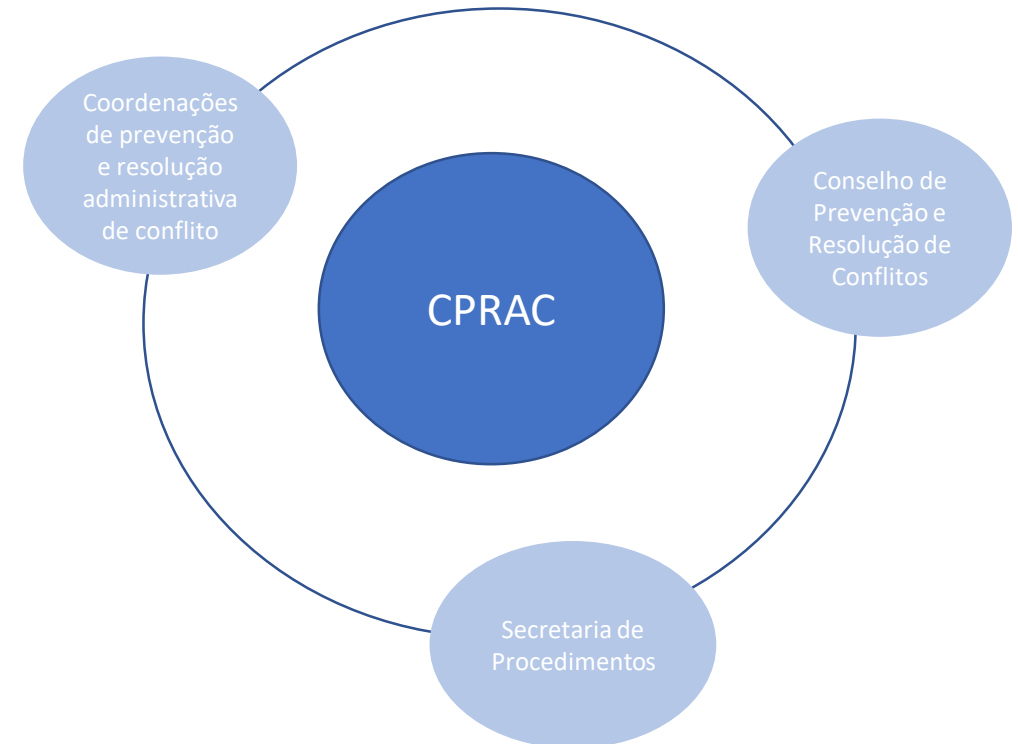 Coordenações
de prevenção
e resolução
administrativa
de conflito
Conselho de
Prevenção e
Resolução de
Conflitos
CPRAC
Secretaria de
Procedimentos